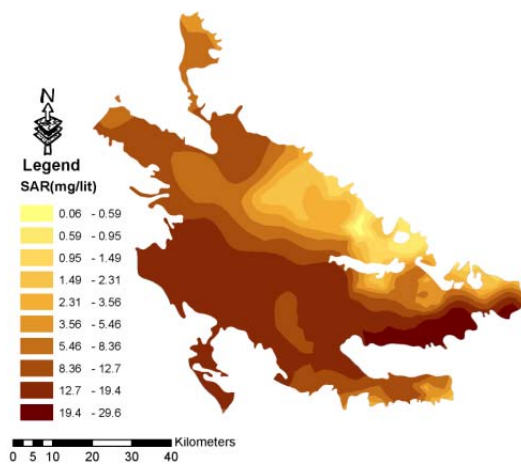 N
Legend
SAR(mg/lit)
0.06 - 0.59
0.59 - 0.95
0.95 - 1.49
1.49 - 2.31
2.31 - 3.56
3.56 - 5.46
5.46 - 8.36
8.36 - 12.7
12.7 - 19.4
19.4 - 29.6
Kilometers
0 5 10 20 30 40